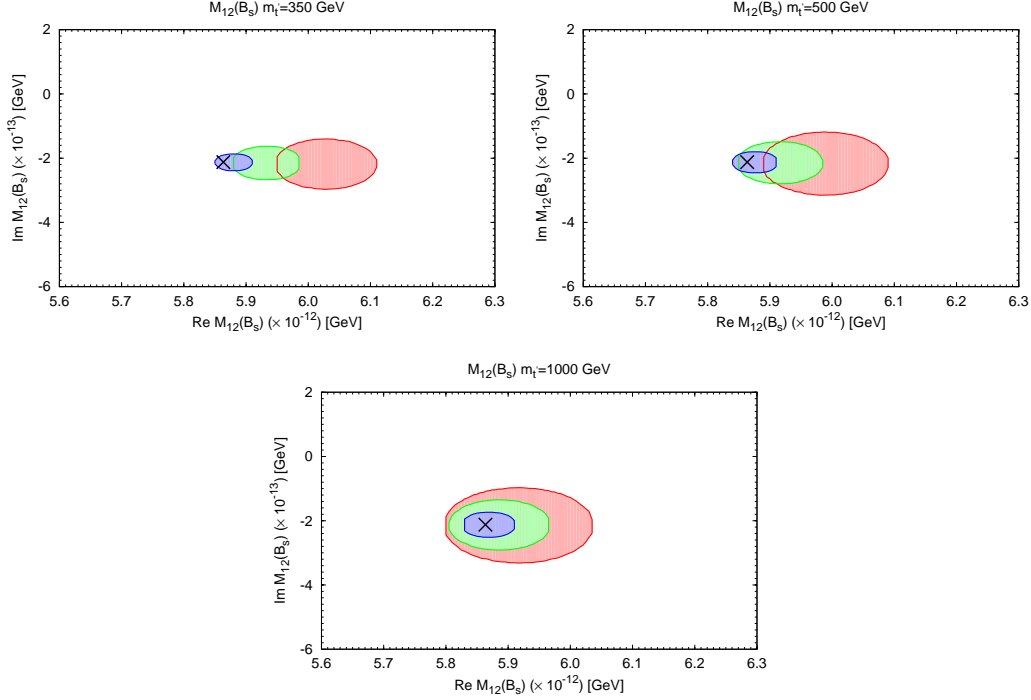 M12(Bs) mt'=350 GeV
Im M12(Bs) (× 10-13) [GeV]
2
0
-2
-4
-6
5.6 5.7 5.8 5.9 6.0 6.1 6.2 6.3
Re M12(Bs) (× 10-12) [GeV]
M12(Bs) mt'=500 GeV
Im M12(Bs) (× 10-13) [GeV]
2
0
-2
-4
-6
5.6 5.7 5.8 5.9 6.0 6.1 6.2 6.3
Re M12(Bs) (× 10-12) [GeV]
M12(Bs) mt'=1000 GeV
Im M12(Bs) (× 10-13) [GeV]
2
0
-2
-4
-6
5.6 5.7 5.8 5.9 6.0 6.1 6.2 6.3
Re M12(Bs) (× 10-12) [GeV]